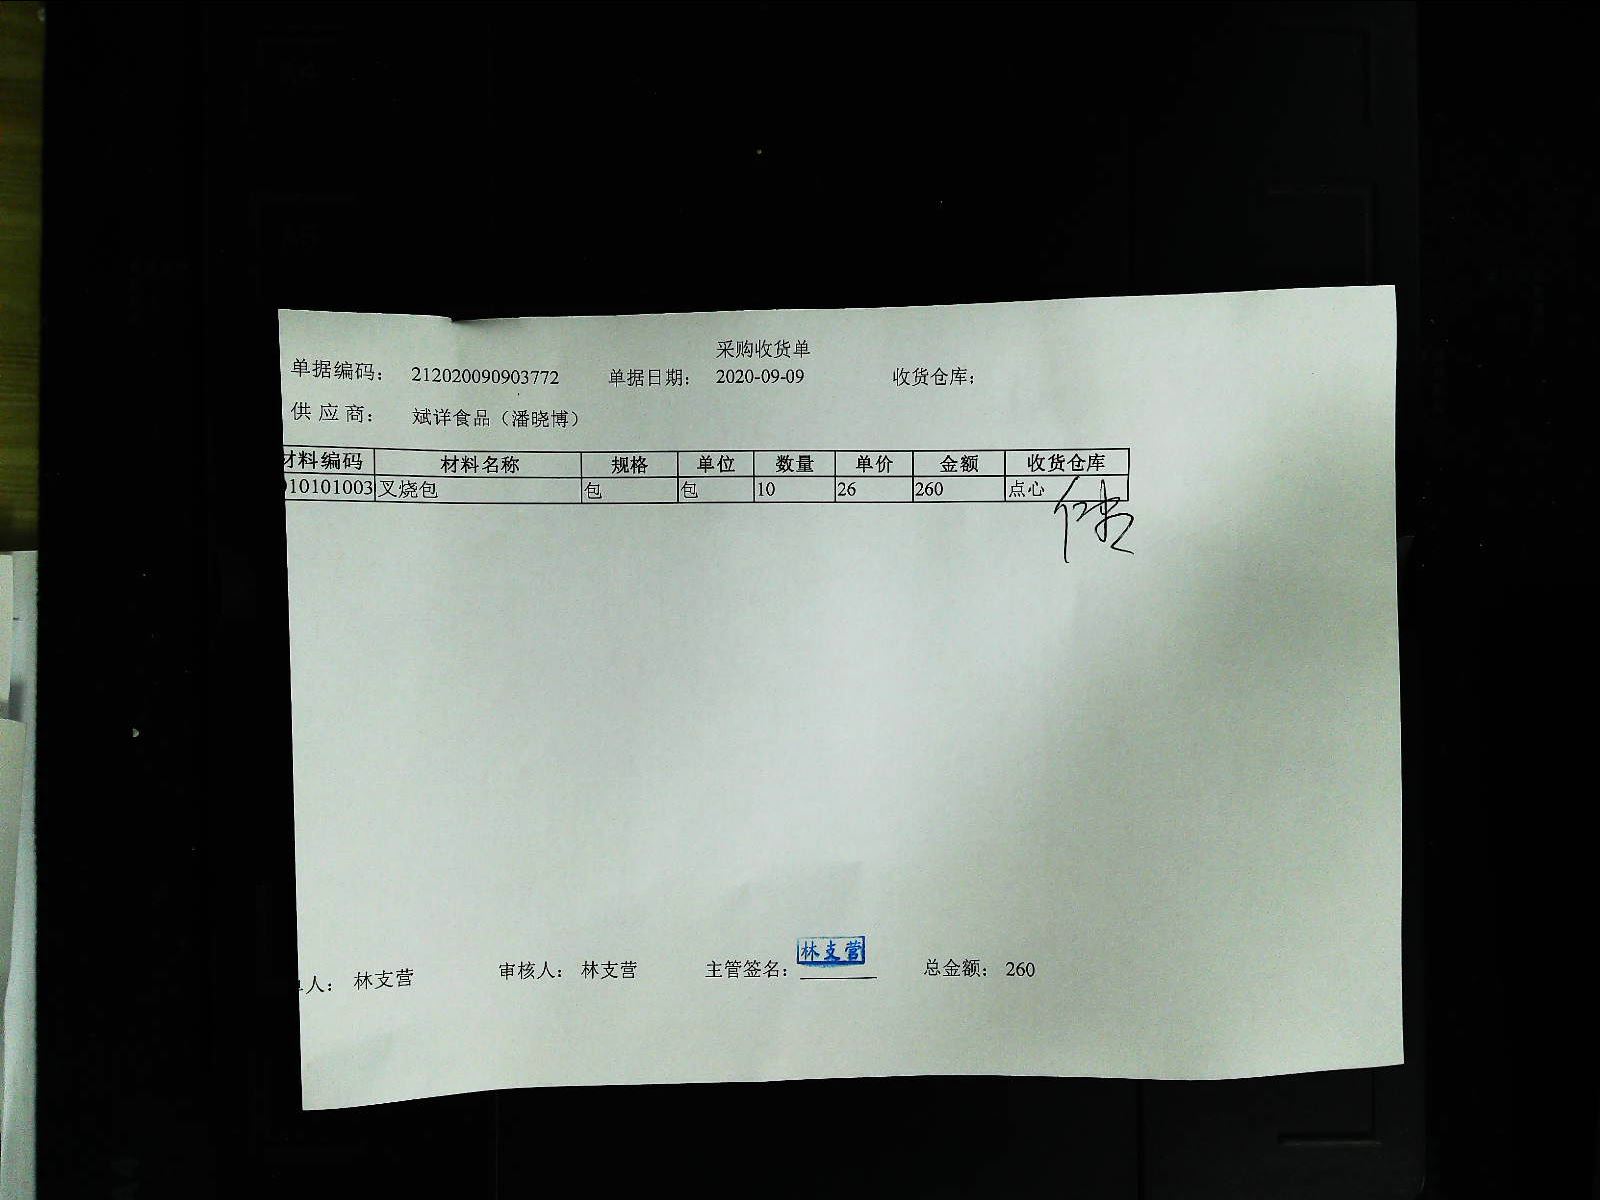 采购收货单
单据编码： 212020090903772 单据日期： 2020-09-09 收货仓库：
供应商： 斌详食品（潘晓博）
材料编码 材料名称 规格 单位 数量 单价 金额 收货仓库
010101003 叉烧包 包 包 10 26 260 点心
林支营
人： 林支营 审核人： 林支营 主管签名： 总金额： 260